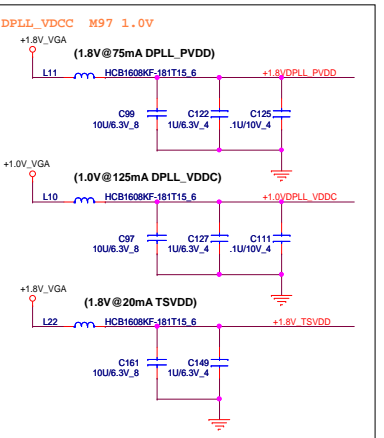 DPLL_VDCC M97 1.0V
+1.8V_VGA
(1.8V@75mA DPLL_PVDD)
L11 HCB1608KF-181T15_6 +1.8VDPLL_PVDD
C99 C122 C125
10U/6.3V_8 1U/6.3V_4 .1U/10V_4
+1.0V_VGA
(1.0V@125mA DPLL_VDDC)
L10 HCB1608KF-181T15_6 +1.0VDPLL_VDDC
C97 C127 C111
10U/6.3V_8 1U/6.3V_4 .1U/10V_4
+1.8V_VGA
(1.8V@20mA TSVDD)
L22 HCB1608KF-181T15_6 +1.8V_TSVDD
C161 C149
10U/6.3V_8 1U/6.3V_4